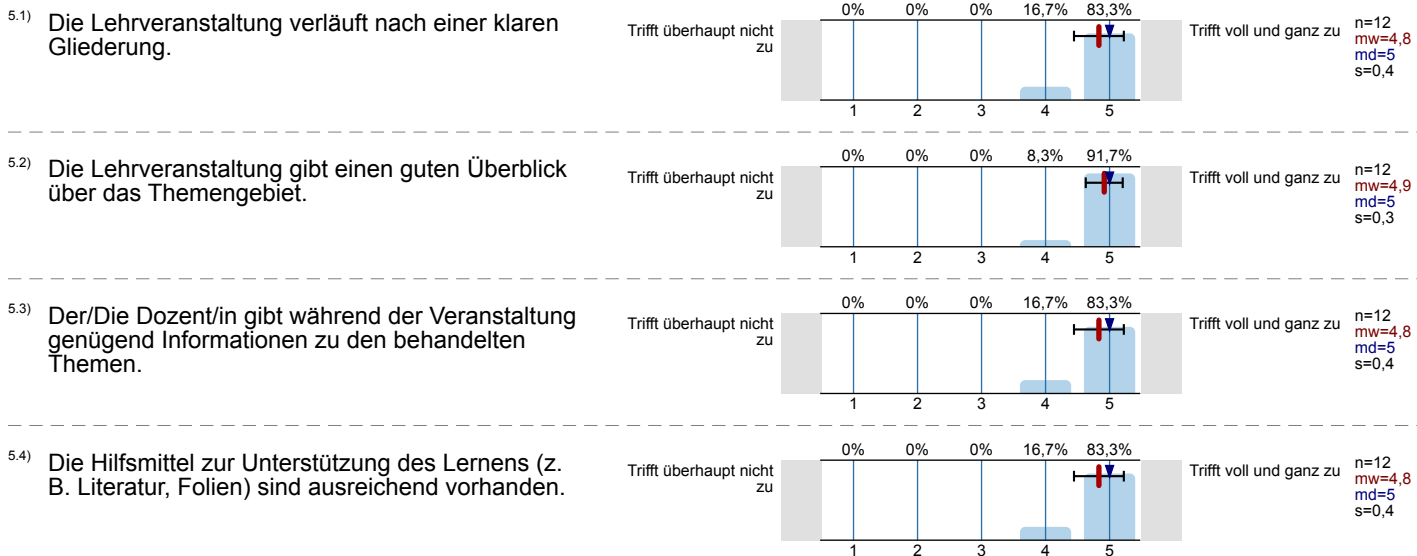 5.1) Die Lehrveranstaltung verläuft nach einer klaren
Gliederung.
Trifft überhaupt nicht
zu
0% 0% 0% 16,7% 83,3%
1 2 3 4 5
Trifft voll und ganz zu
n=12
mw=4,8
md=5
s=0,4
5.2) Die Lehrveranstaltung gibt einen guten Überblick
über das Themengebiet.
Trifft überhaupt nicht
zu
0% 0% 0% 8,3% 91,7%
1 2 3 4 5
Trifft voll und ganz zu
n=12
mw=4,9
md=5
s=0,3
5.3) Der/Die Dozent/in gibt während der Veranstaltung
genügend Informationen zu den behandelten
Themen.
Trifft überhaupt nicht
zu
0% 0% 0% 16,7% 83,3%
1 2 3 4 5
Trifft voll und ganz zu
n=12
mw=4,8
md=5
s=0,4
5.4) Die Hilfsmittel zur Unterstützung des Lernens (z.
B. Literatur, Folien) sind ausreichend vorhanden.
Trifft überhaupt nicht
zu
0% 0% 0% 16,7% 83,3%
1 2 3 4 5
Trifft voll und ganz zu
n=12
mw=4,8
md=5
s=0,4